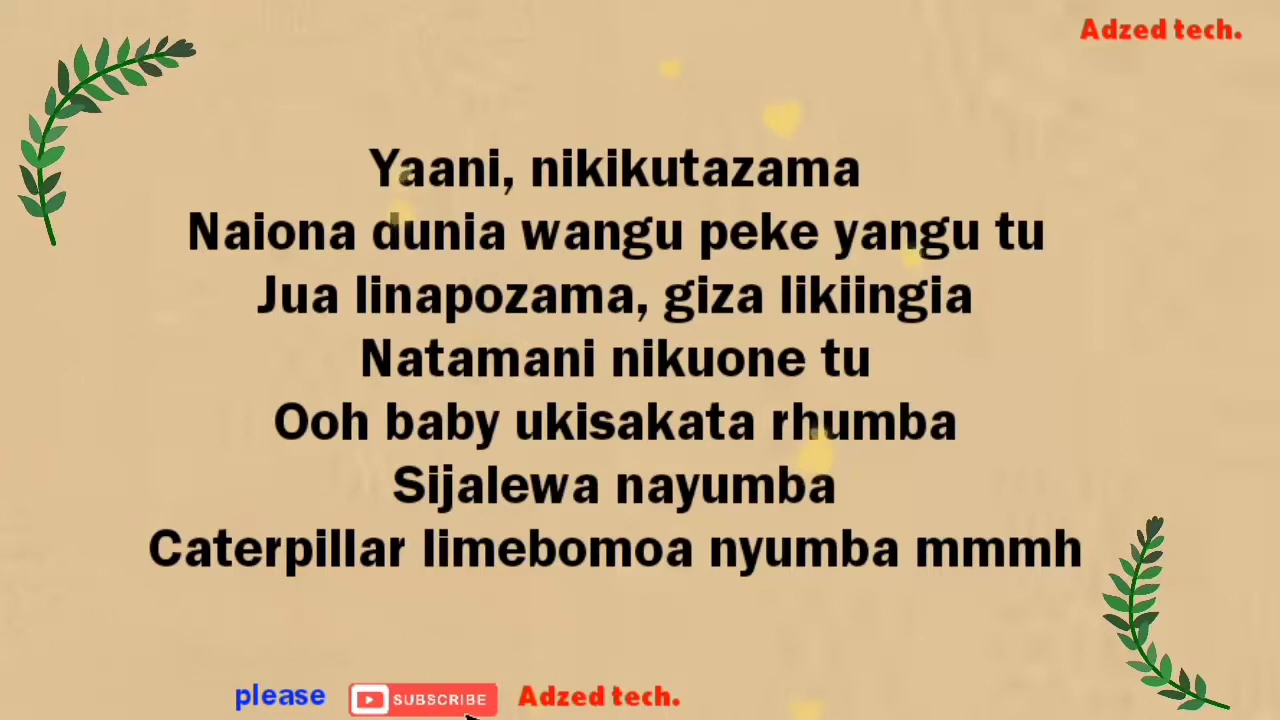 Adzed tech.
Yaani, nikikutazama
Naiona dunia wangu peke yangu tu
Jua linapozama, giza likiingia
Natamani nikuone tu
Ooh baby ukisakata rhumba
Sijalewa nayumba
Caterpillar limebomoa nyumba mmmh
please SUBSCRIBE Adzed tech.